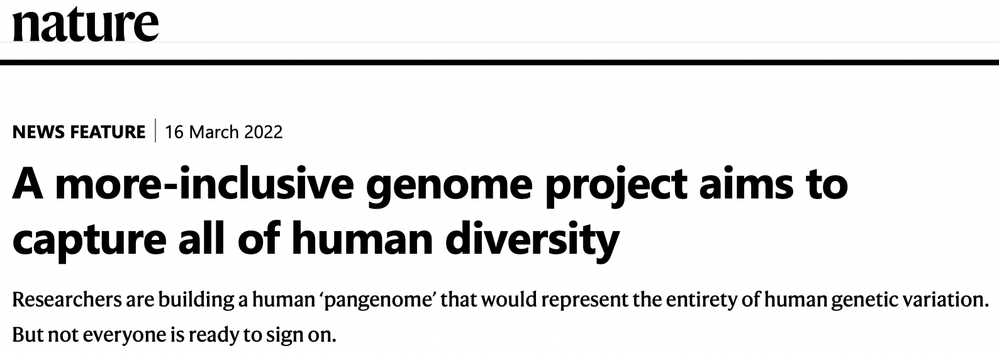 nature
NEWS FEATURE | 16 March 2022
A more-inclusive genome project aims to
capture all of human diversity
Researchers are building a human ‘pangenome’ that would represent the entirety of human genetic variation.
But not everyone is ready to sign on.